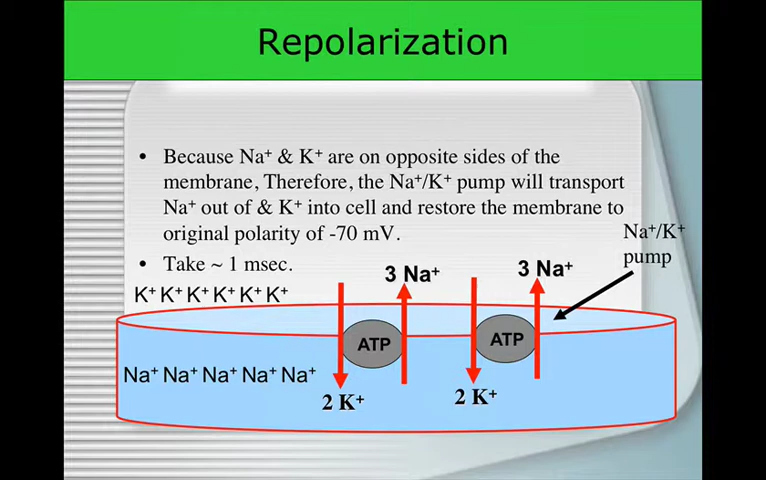 Repolarization
• Because Na⁺ & K⁺ are on opposite sides of the
membrane, Therefore, the Na⁺/K⁺ pump will transport
Na⁺ out of & K⁺ into cell and restore the membrane to
original polarity of -70 mV.
• Take ~ 1 msec.
Na⁺/K⁺
pump
K⁺ K⁺ K⁺ K⁺ K⁺ K⁺
3 Na⁺
3 Na⁺
ATP
ATP
Na⁺ Na⁺ Na⁺ Na⁺ Na⁺
2 K⁺
2 K⁺